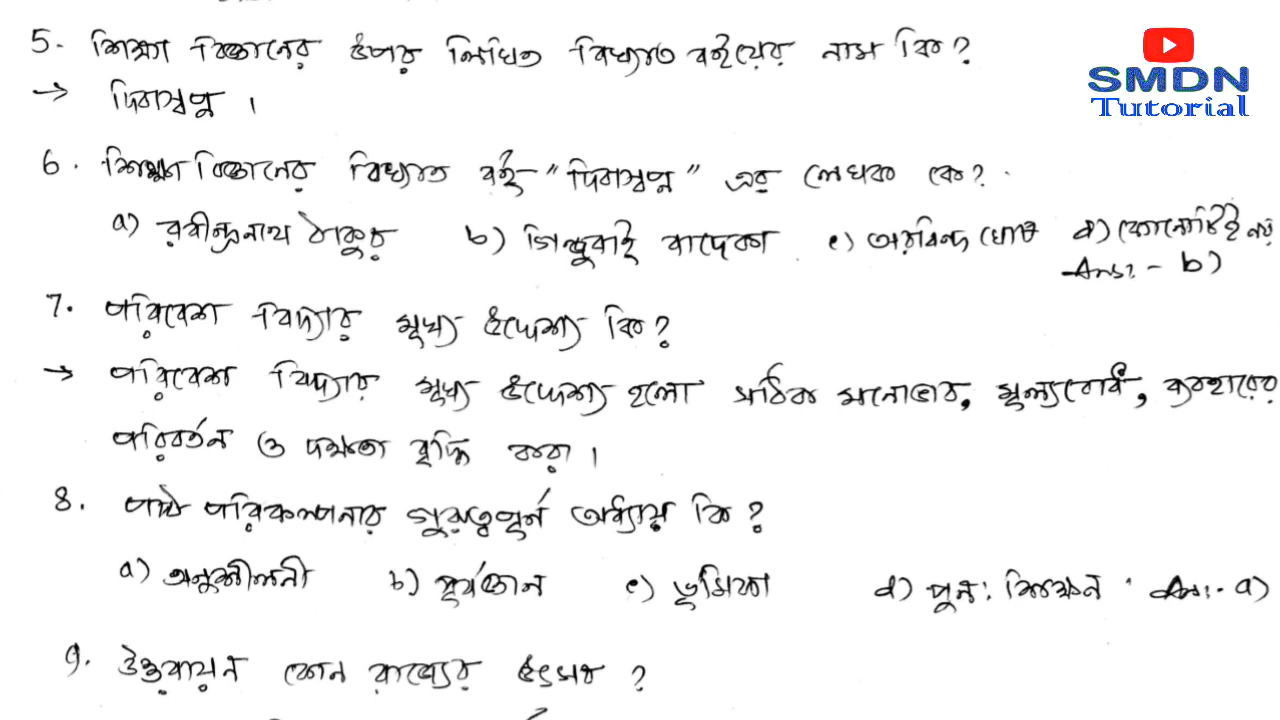 5. শিক্ষা বিজ্ঞানের উপর লিখিত বিখ্যাত বইয়ের নাম কি?
→ দিবাস্বপ্ন ।
SMDN
Tutorial
6. শিক্ষা বিজ্ঞানের বিখ্যাত বই "দিবাস্বপ্ন" এর লেখক কে?
a) রবীন্দ্রনাথ ঠাকুর b) গিজুবাই বাদেকা c) অরবিন্দ ঘোষ d) কোনোটিই নয়
Ans: - b)
7. পরিবেশ বিদ্যার মুখ্য উদ্দেশ্য কি?
→ পরিবেশ বিদ্যার মুখ্য উদ্দেশ্য হলো সঠিক মনোভাব, মূল্যবোধ, ব্যবহারের
পরিবর্তন ও দক্ষতা বৃদ্ধি করা ।
8. পাঠ পরিকল্পনার গুরুত্বপূর্ন অধ্যায় কি ?
a) অনুশীলনী b) পূর্বজ্ঞান c) ভূমিকা d) পুন: শিক্ষন Ans:- a)
9. উত্তরায়ন কোন রাজ্যের উৎসব ?